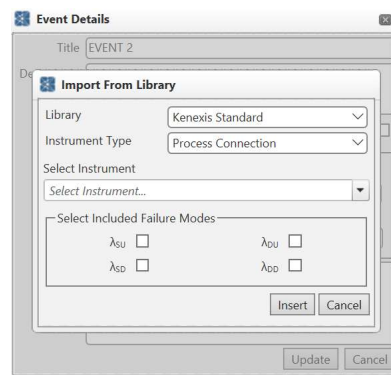 Event Details
Title EVENT 2
De
Import From Library
Library Kenexis Standard
Instrument Type Process Connection
Select Instrument
Select Instrument...
Select Included Failure Modes
λSU λDU
λSD λDD
Insert Cancel
Update Cancel